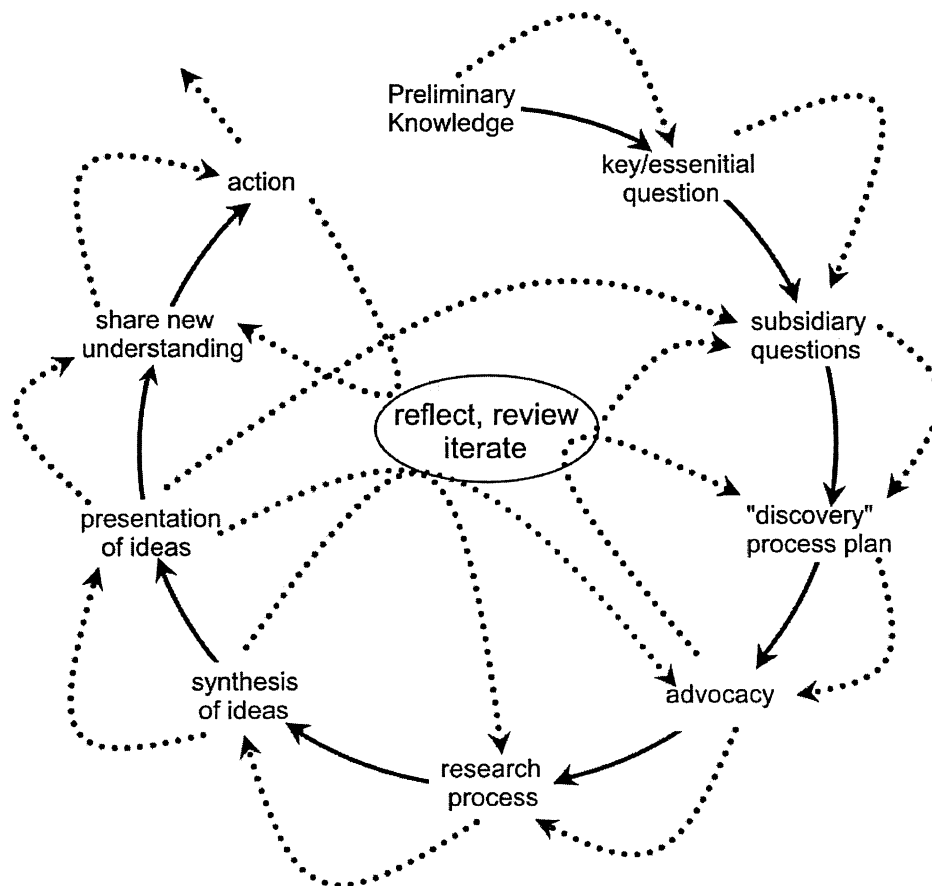 Preliminary
Knowledge
key/essenitial
question
subsidiary
questions
"discovery"
process plan
advocacy
research
process
synthesis
of ideas
presentation
of ideas
share new
understanding
action
reflect, review
iterate